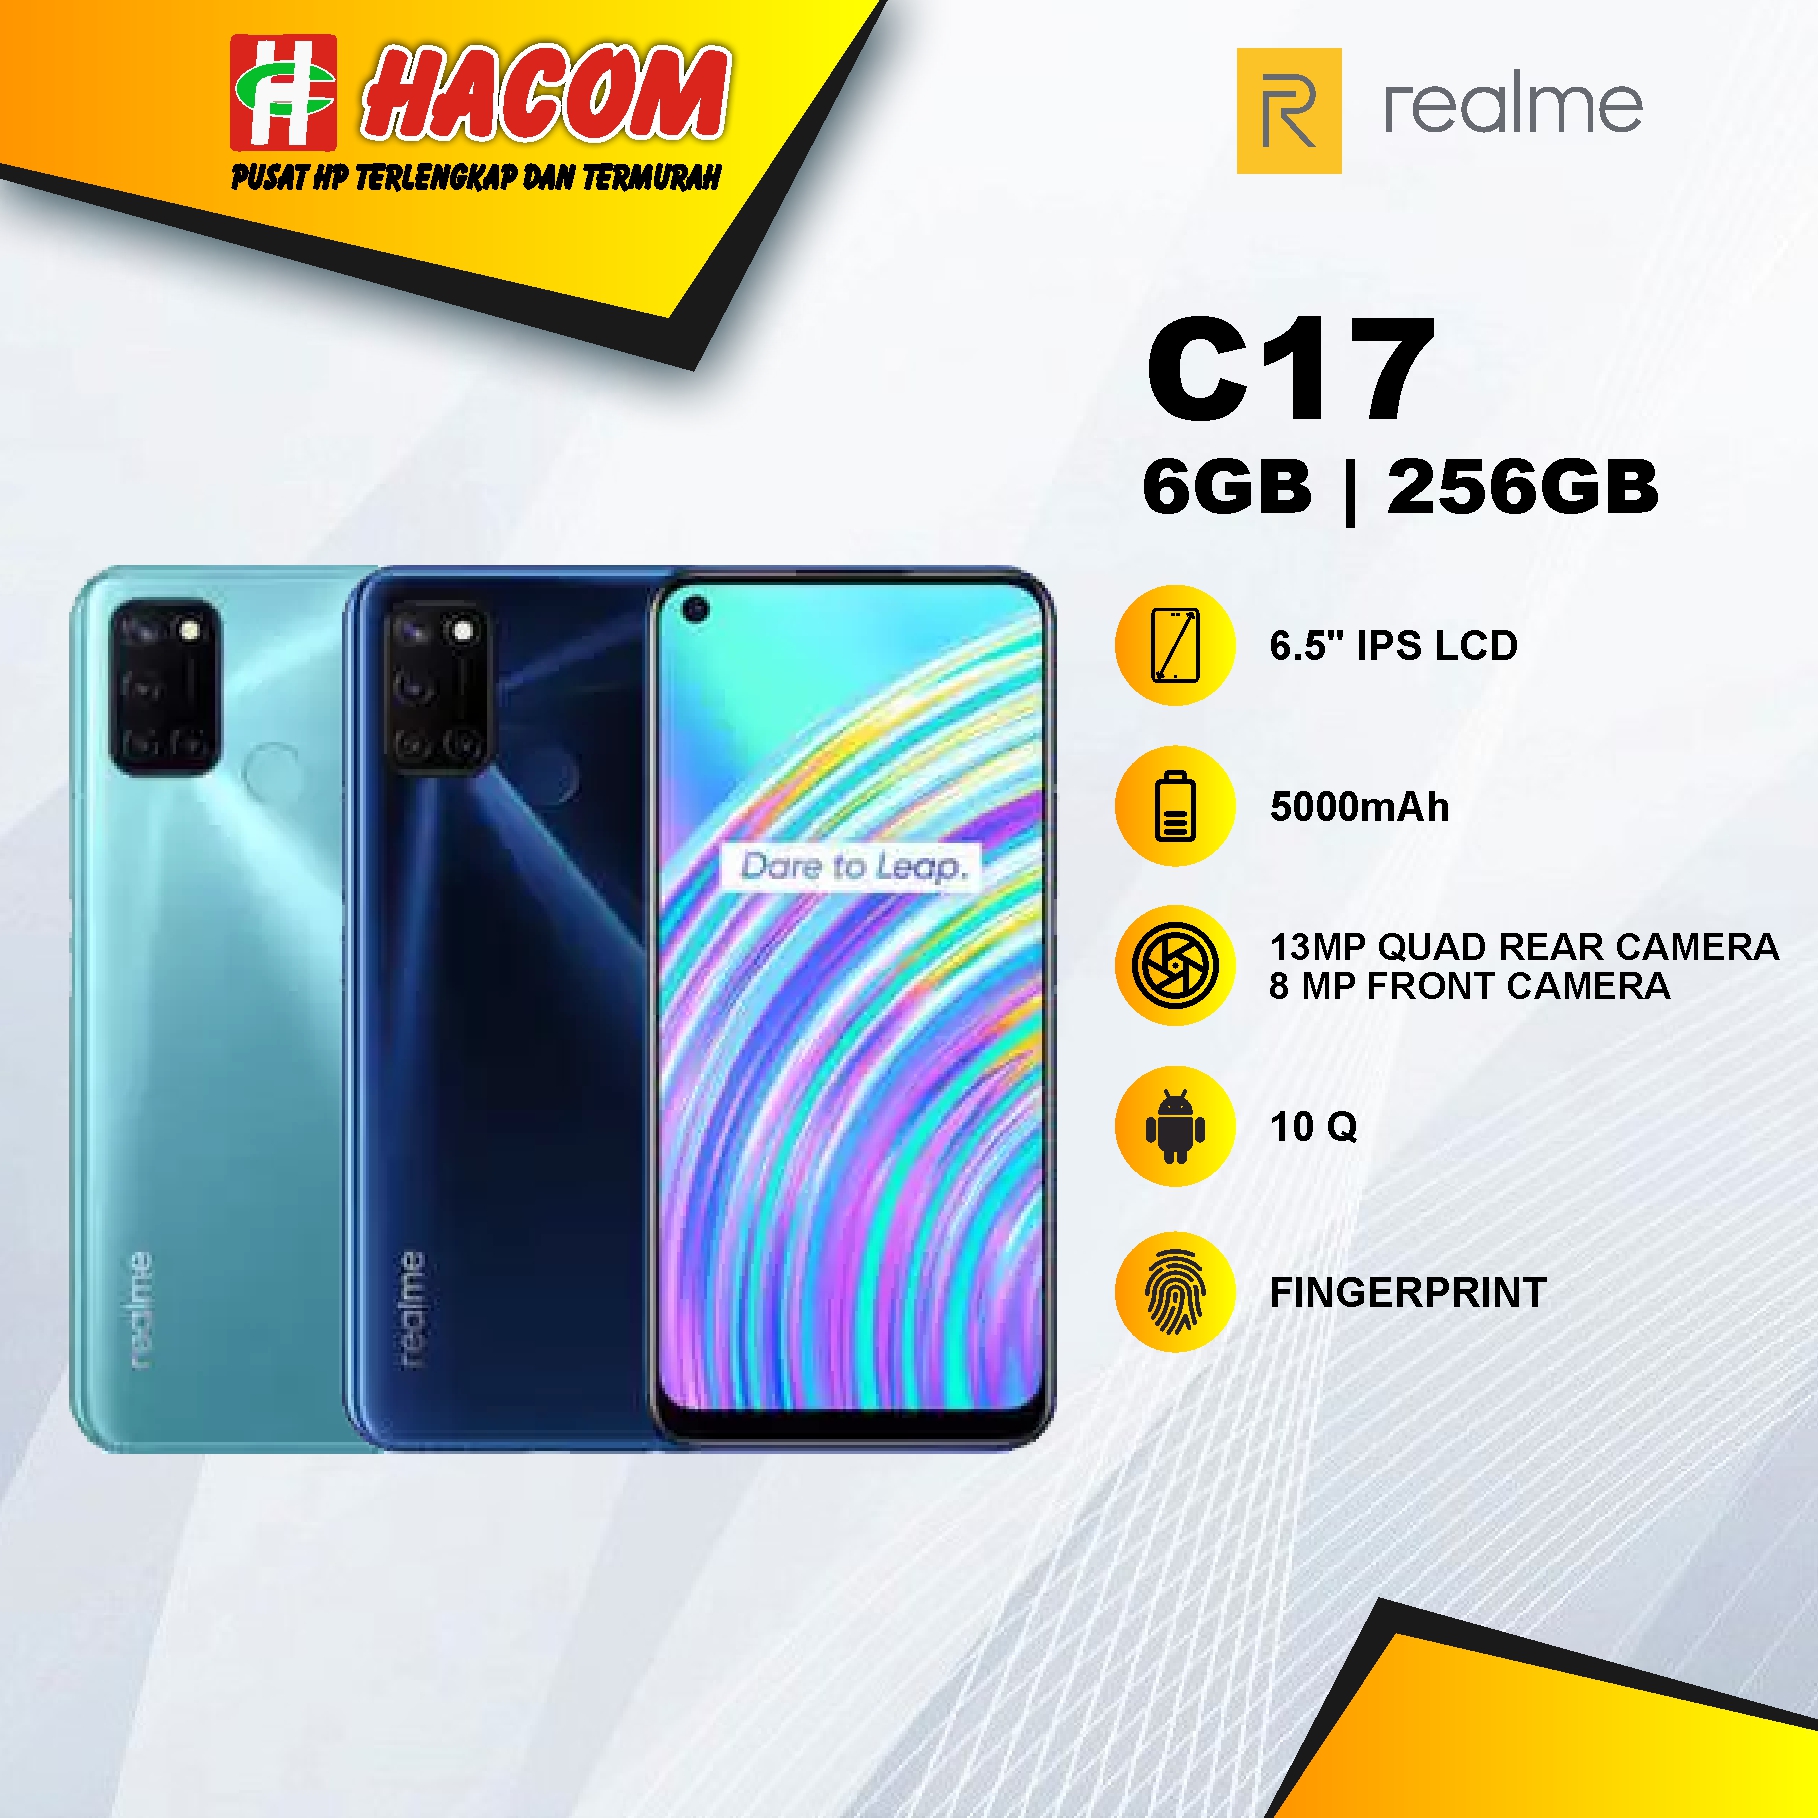 HACOM
PUSAT HP TERLENGKAP DAN TERMURAH
realme
C17
6GB | 256GB
6.5" IPS LCD
5000mAh
13MP QUAD REAR CAMERA
8 MP FRONT CAMERA
10 Q
FINGERPRINT
Dare to Leap.
realme
realme